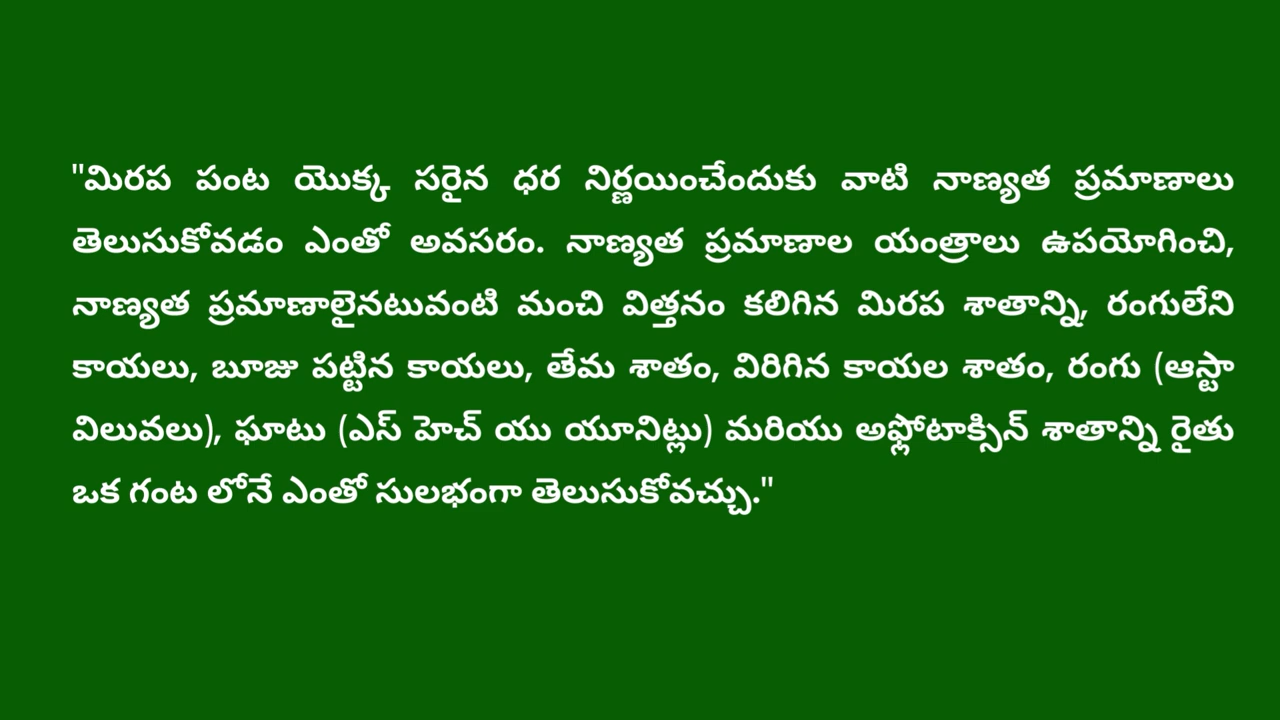 "మిరప పంట యొక్క సరైన ధర నిర్ణయించేందుకు వాటి నాణ్యత ప్రమాణాలు
తెలుసుకోవడం ఎంతో అవసరం. నాణ్యత ప్రమాణాల యంత్రాలు ఉపయోగించి,
నాణ్యత ప్రమాణాలైనటువంటి మంచి విత్తనం కలిగిన మిరప శాతాన్ని, రంగులేని
కాయలు, బూజు పట్టిన కాయలు, తేమ శాతం, విరిగిన కాయల శాతం, రంగు (ఆస్టా
విలువలు), ఘాటు (ఎస్ హెచ్ యు యూనిట్లు) మరియు అఫ్లోటాక్సిన్ శాతాన్ని రైతు
ఒక గంట లోనే ఎంతో సులభంగా తెలుసుకోవచ్చు."